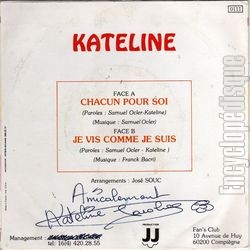 KATELINE
FACE A
CHACUN POUR SOI
(Paroles : Samuel Ocler-Kateline)
(Musique : Samuel Ocler)
FACE B
JE VIS COMME JE SUIS
(Paroles : Samuel Ocler - Kateline)
(Musique : Franck Bacri)
Arrangements : José SOUC
Amicalement
Kateline
Management
tel: 16(4) 420.28.55
JJ
Fan's Club
10 Avenue de Huy
60200 Compiègne